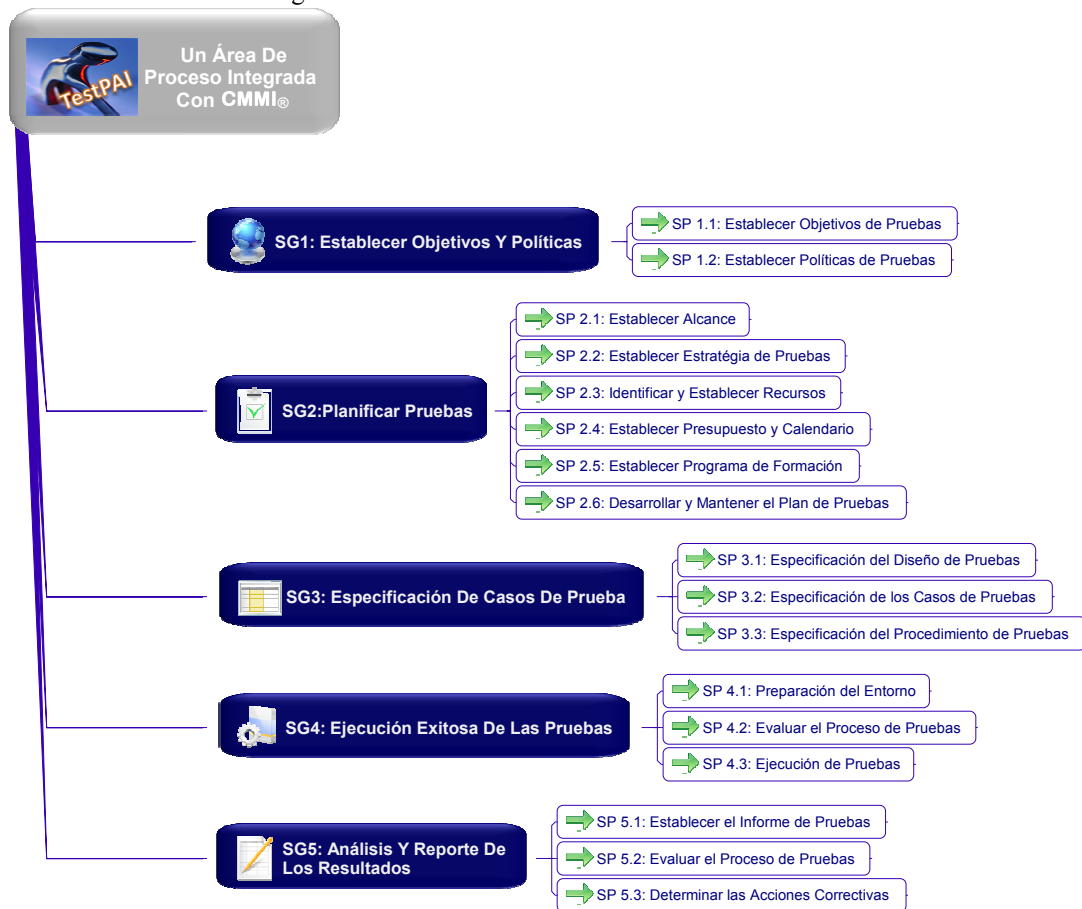 Un Área De
Proceso Integrada
Con CMMI®
TestPAI
SG1: Establecer Objetivos Y Políticas
SP 1.1: Establecer Objetivos de Pruebas
SP 1.2: Establecer Políticas de Pruebas
SG2:Planificar Pruebas
SP 2.1: Establecer Alcance
SP 2.2: Establecer Estratégia de Pruebas
SP 2.3: Identificar y Establecer Recursos
SP 2.4: Establecer Presupuesto y Calendario
SP 2.5: Establecer Programa de Formación
SP 2.6: Desarrollar y Mantener el Plan de Pruebas
SG3: Especificación De Casos De Prueba
SP 3.1: Especificación del Diseño de Pruebas
SP 3.2: Especificación de los Casos de Pruebas
SP 3.3: Especificación del Procedimiento de Pruebas
SG4: Ejecución Exitosa De Las Pruebas
SP 4.1: Preparación del Entorno
SP 4.2: Evaluar el Proceso de Pruebas
SP 4.3: Ejecución de Pruebas
SG5: Análisis Y Reporte De
Los Resultados
SP 5.1: Establecer el Informe de Pruebas
SP 5.2: Evaluar el Proceso de Pruebas
SP 5.3: Determinar las Acciones Correctivas